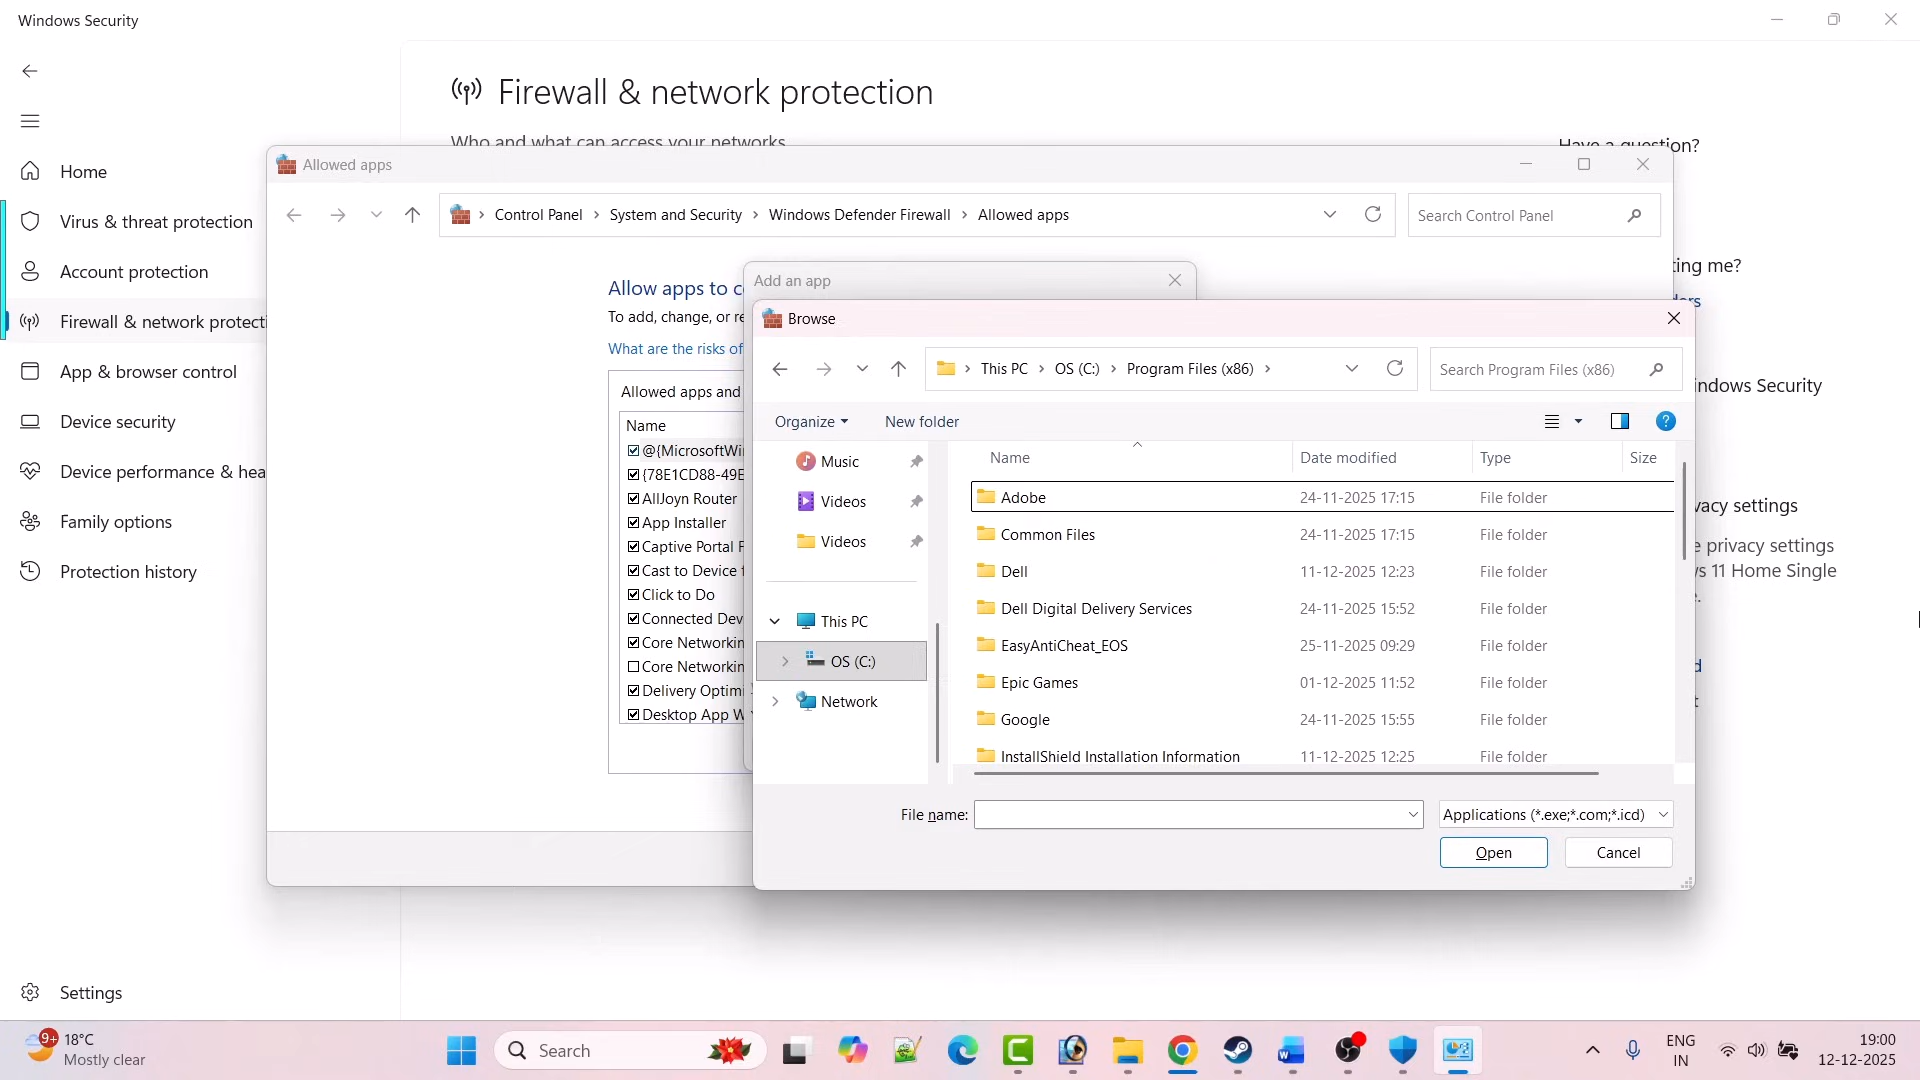 Windows Security
Firewall & network protection
Who and what can access your networks.
Have a question?
Home
Virus & threat protection
Account protection
Firewall & network protecti
App & browser control
Device security
Device performance & hea
Family options
Protection history
Settings
Allowed apps
Control Panel > System and Security > Windows Defender Firewall > Allowed apps
Search Control Panel
ing me?
Allow apps to c
To add, change, or re
What are the risks of
Allowed apps and
Name
@{MicrosoftWi
{78E1CD88-49E
AllJoyn Router
App Installer
Captive Portal F
Cast to Device
Click to Do
Connected Dev
Core Networkin
Core Networkin
Delivery Optimi
Desktop App W
Add an app
Browse
This PC > OS (C:) > Program Files (x86) >
Search Program Files (x86)
Organize
New folder
Music
Videos
Videos
This PC
OS (C:)
Network
Name Date modified Type Size
Adobe 24-11-2025 17:15 File folder
Common Files 24-11-2025 17:15 File folder
Dell 11-12-2025 12:23 File folder
Dell Digital Delivery Services 24-11-2025 15:52 File folder
EasyAntiCheat_EOS 25-11-2025 09:29 File folder
Epic Games 01-12-2025 11:52 File folder
Google 24-11-2025 15:55 File folder
InstallShield Installation Information 11-12-2025 12:25 File folder
File name:
Applications (*.exe;*.com;*.icd)
Open
Cancel
indows Security
vacy settings
e privacy settings
s 11 Home Single
9+
18°C
Mostly clear
Search
ENG
IN
19:00
12-12-2025